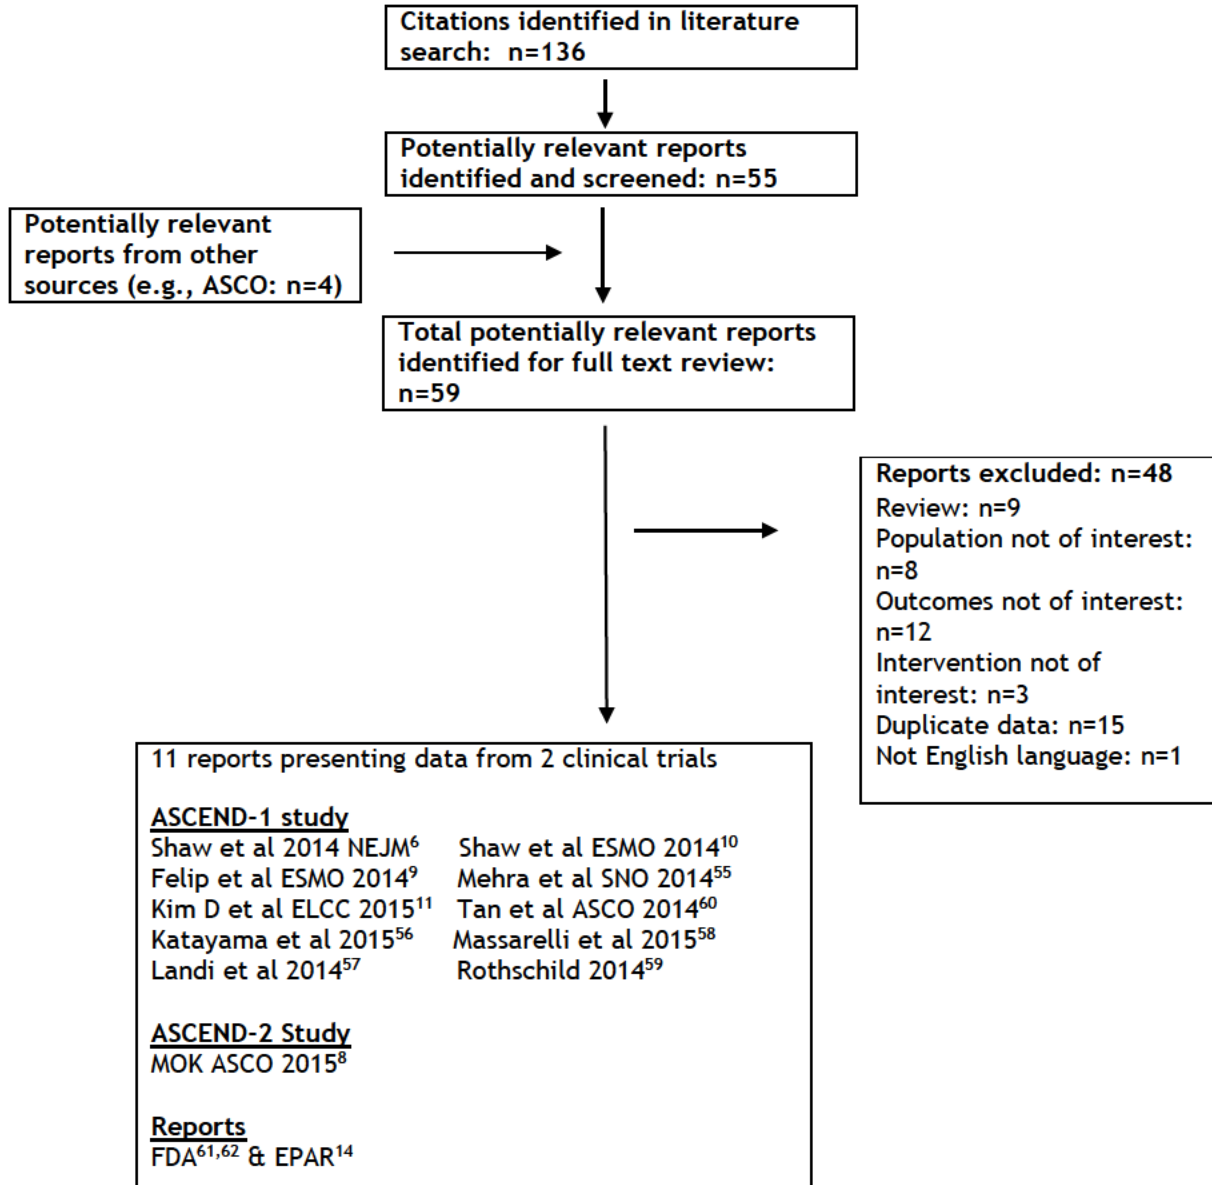 Citations identified in literature
search:  n=136
Potentially relevant reports
identified and screened: n=55
Potentially relevant
reports from other
sources (e.g., ASCO: n=4)
Total potentially relevant reports
identified for full text review:
n=59
Reports excluded: n=48
Review: n=9
Population not of interest:
n=8
Outcomes not of interest:
n=12
Intervention not of
interest: n=3
Duplicate data: n=15
Not English language: n=1
11 reports presenting data from 2 clinical trials
ASCEND-1 study
Shaw et al 2014 NEJM⁶     Shaw et al ESMO 2014¹⁰
Felip et al ESMO 2014⁹     Mehra et al SNO 2014⁵⁵
Kim D et al ELCC 2015¹¹     Tan et al ASCO 2014⁶⁰
Katayama et al 2015⁵⁶     Massarelli et al 2015⁵⁸
Landi et al 2014⁵⁷     Rothschild 2014⁵⁹
ASCEND-2 Study
MOK ASCO 2015⁸
Reports
FDA⁶¹,⁶² & EPAR¹⁴